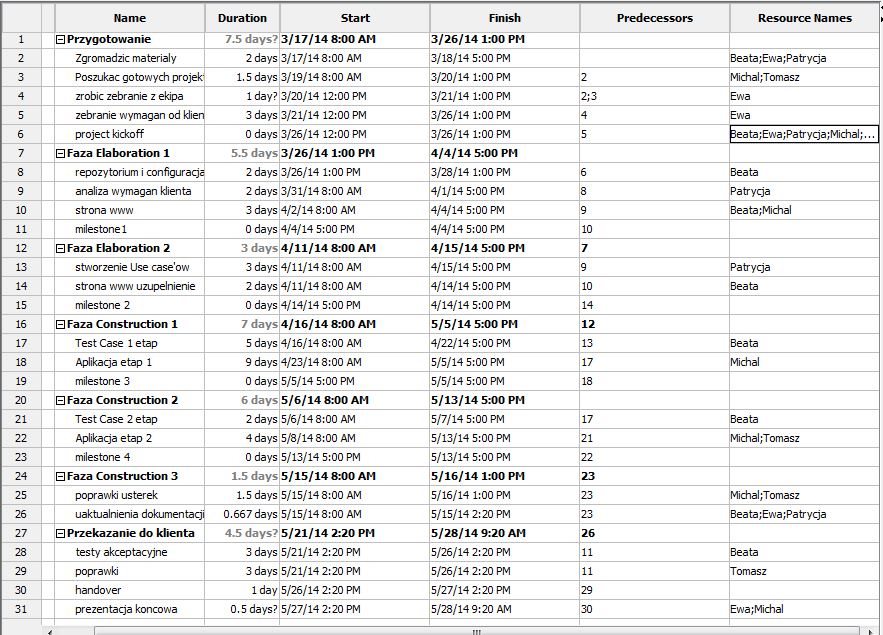 Name Duration Start Finish Predecessors Resource Names
1 Przygotowanie 7.5 days? 3/17/14 8:00 AM 3/26/14 1:00 PM
2 Zgromadzic materialy 2 days 3/17/14 8:00 AM 3/18/14 5:00 PM Beata;Ewa;Patrycja
3 Poszukac gotowych projekt 1.5 days 3/19/14 8:00 AM 3/20/14 1:00 PM 2 Michal;Tomasz
4 zrobic zebranie z ekipa 1 day? 3/20/14 12:00 PM 3/21/14 1:00 PM 2;3 Ewa
5 zebranie wymagan od klien 3 days 3/21/14 12:00 PM 3/26/14 1:00 PM 4 Ewa
6 project kickoff 0 days 3/26/14 12:00 PM 3/26/14 1:00 PM 5 Beata;Ewa;Patrycja;Michal;...
7 Faza Elaboration 1 5.5 days 3/26/14 1:00 PM 4/4/14 5:00 PM
8 repozytorium i configuracja 2 days 3/26/14 1:00 PM 3/28/14 1:00 PM 6 Beata
9 analiza wymagan klienta 2 days 3/31/14 8:00 AM 4/1/14 5:00 PM 8 Patrycja
10 strona www 3 days 4/2/14 8:00 AM 4/4/14 5:00 PM 9 Beata;Michal
11 milestone1 0 days 4/4/14 5:00 PM 4/4/14 5:00 PM 10
12 Faza Elaboration 2 3 days 4/11/14 8:00 AM 4/15/14 5:00 PM 7
13 stworzenie Use case'ow 3 days 4/11/14 8:00 AM 4/15/14 5:00 PM 9 Patrycja
14 strona www uzupelnienie 2 days 4/11/14 8:00 AM 4/14/14 5:00 PM 10 Beata
15 milestone 2 0 days 4/14/14 5:00 PM 4/14/14 5:00 PM 14
16 Faza Construction 1 7 days 4/16/14 8:00 AM 5/5/14 5:00 PM 12
17 Test Case 1 etap 5 days 4/16/14 8:00 AM 4/22/14 5:00 PM 13 Beata
18 Aplikacja etap 1 9 days 4/23/14 8:00 AM 5/5/14 5:00 PM 17 Michal
19 milestone 3 0 days 5/5/14 5:00 PM 5/5/14 5:00 PM 18
20 Faza Construction 2 6 days 5/6/14 8:00 AM 5/13/14 5:00 PM
21 Test Case 2 etap 2 days 5/6/14 8:00 AM 5/7/14 5:00 PM 17 Beata
22 Aplikacja etap 2 4 days 5/8/14 8:00 AM 5/13/14 5:00 PM 21 Michal;Tomasz
23 milestone 4 0 days 5/13/14 5:00 PM 5/13/14 5:00 PM 22
24 Faza Construction 3 1.5 days 5/15/14 8:00 AM 5/16/14 1:00 PM 23
25 poprawki usterek 1.5 days 5/15/14 8:00 AM 5/16/14 1:00 PM 23 Michal;Tomasz
26 uaktualnienia dokumentacji 0.667 days 5/15/14 8:00 AM 5/15/14 2:20 PM 23 Beata;Ewa;Patrycja
27 Przekazanie do klienta 4.5 days? 5/21/14 2:20 PM 5/28/14 9:20 AM 26
28 testy akceptacyjne 3 days 5/21/14 2:20 PM 5/26/14 2:20 PM 11 Beata
29 poprawki 3 days 5/21/14 2:20 PM 5/26/14 2:20 PM 11 Tomasz
30 handover 1 day 5/26/14 2:20 PM 5/27/14 2:20 PM 29
31 prezentacja koncowa 0.5 days? 5/27/14 2:20 PM 5/28/14 9:20 AM 30 Ewa;Michal